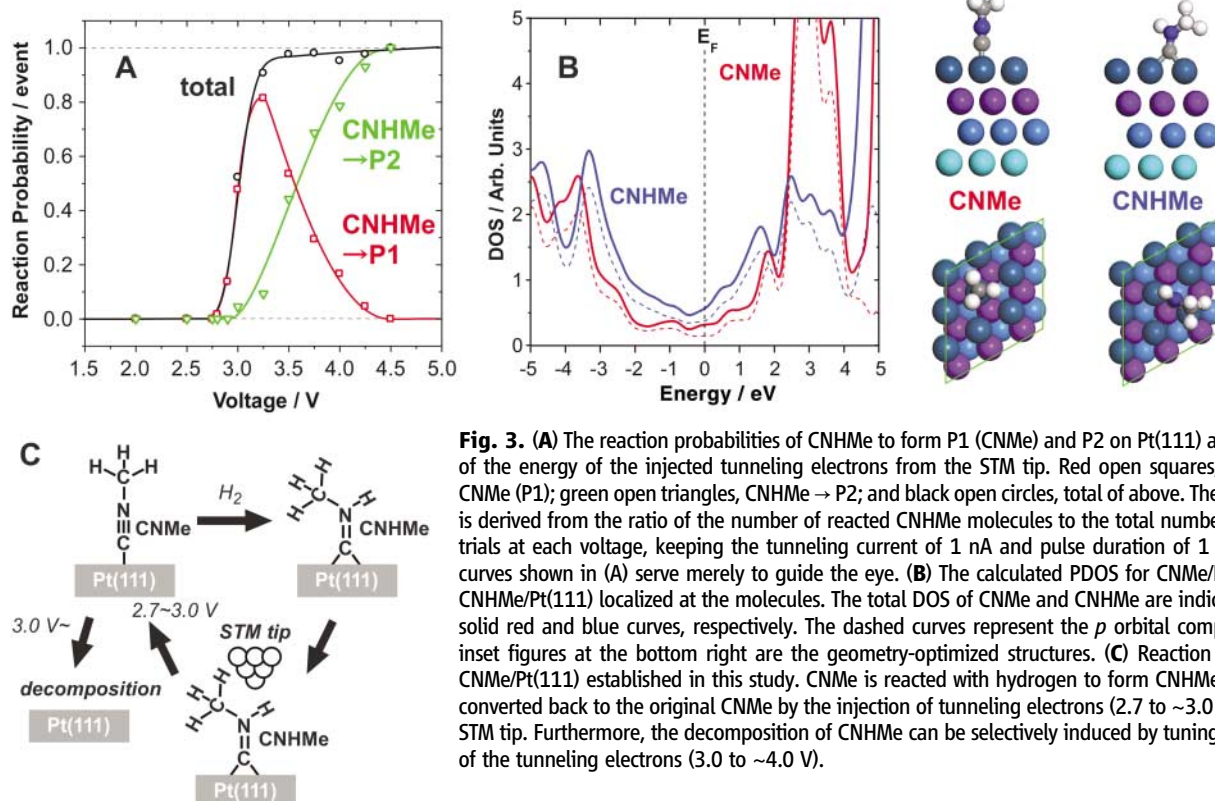 A
total
CNHMe
→P2
CNHMe
→P1
Reaction Probability / event
1.0
0.8
0.6
0.4
0.2
0.0
1.5 2.0 2.5 3.0 3.5 4.0 4.5 5.0
Voltage / V
B
E_F
CNMe
CNHMe
DOS / Arb. Units
5
4
3
2
1
0
-5 -4 -3 -2 -1 0 1 2 3 4 5
Energy / eV
CNMe
CNHMe
C
H
H H
C
N
C
CNMe
Pt(111)
H₂
H
H C H
H N
C
CNHMe
Pt(111)
3.0 V~
2.7~3.0 V
STM tip
decomposition
Pt(111)
H
H C H
H N
C
CNHMe
Pt(111)
Fig. 3. (A) The reaction probabilities of CNHMe to form P1 (CNMe) and P2 on Pt(111) a
of the energy of the injected tunneling electrons from the STM tip. Red open squares,
CNMe (P1); green open triangles, CNHMe → P2; and black open circles, total of above. The
is derived from the ratio of the number of reacted CNHMe molecules to the total numbe
trials at each voltage, keeping the tunneling current of 1 nA and pulse duration of 1
curves shown in (A) serve merely to guide the eye. (B) The calculated PDOS for CNMe/
CNHMe/Pt(111) localized at the molecules. The total DOS of CNMe and CNHMe are indic
solid red and blue curves, respectively. The dashed curves represent the p orbital comp
inset figures at the bottom right are the geometry-optimized structures. (C) Reaction
CNMe/Pt(111) established in this study. CNMe is reacted with hydrogen to form CNHMe
converted back to the original CNMe by the injection of tunneling electrons (2.7 to ~3.0
STM tip. Furthermore, the decomposition of CNHMe can be selectively induced by tuning
of the tunneling electrons (3.0 to ~4.0 V).